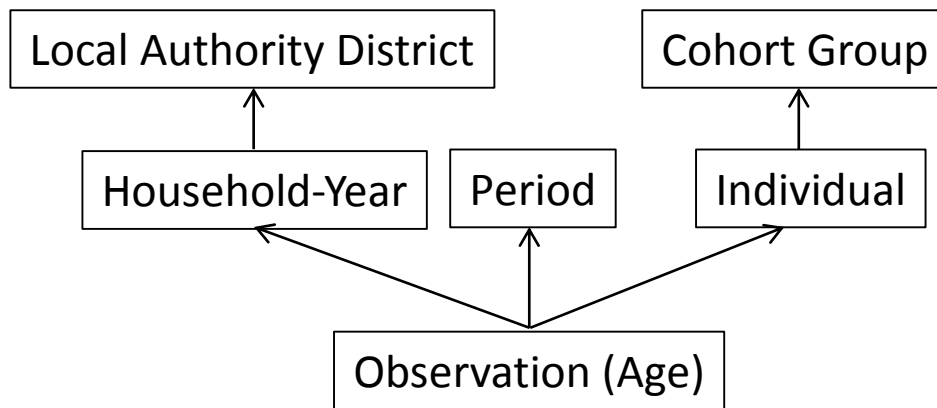 Local Authority District
Cohort Group
Household-Year
Period
Individual
Observation (Age)